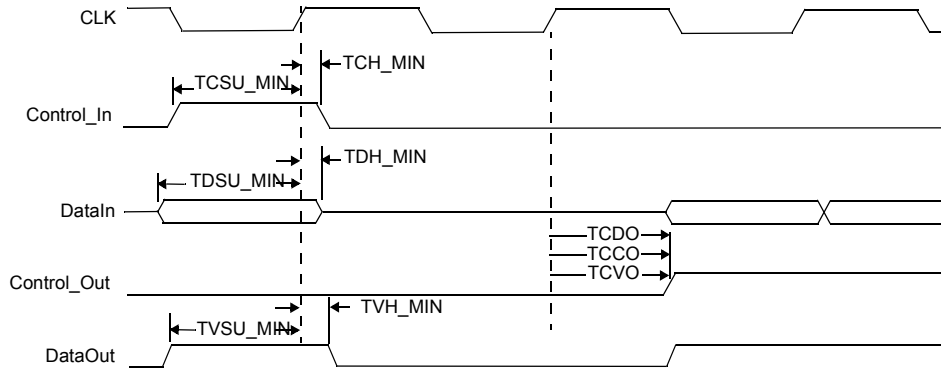 CLK
TCH_MIN
TCSU_MIN
Control_In
TDH_MIN
TDSU_MIN
DataIn
TCDO
TCCO
Control_Out
TCVO
TVH_MIN
TVSU_MIN
DataOut